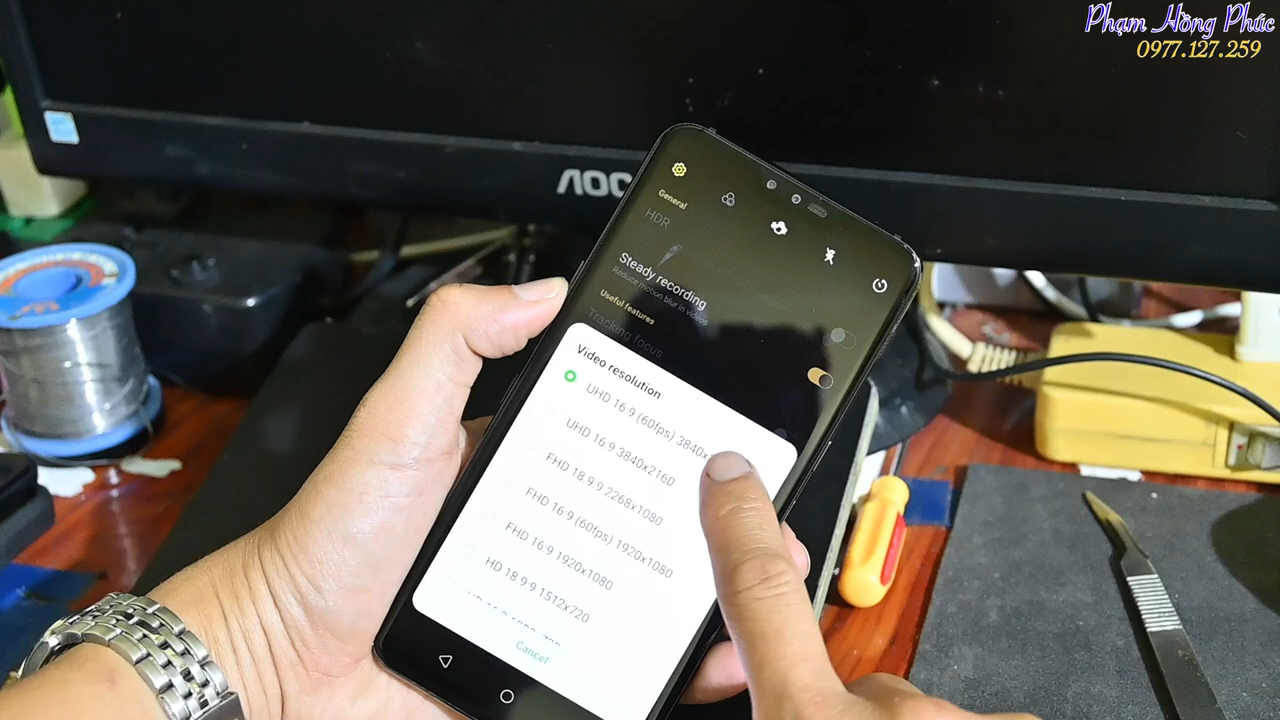 Phạm Hồng Phúc
0977.127.259
AOC
General
HDR
Steady recording
Reduce motion blur in videos
Useful features
Tracking focus
Video resolution
UHD 16:9 (60fps) 3840x
UHD 16:9 3840x2160
FHD 18.9:9 2268x1080
FHD 16:9 (60fps) 1920x1080
FHD 16:9 1920x1080
HD 18.9:9 1512x720
Cancel